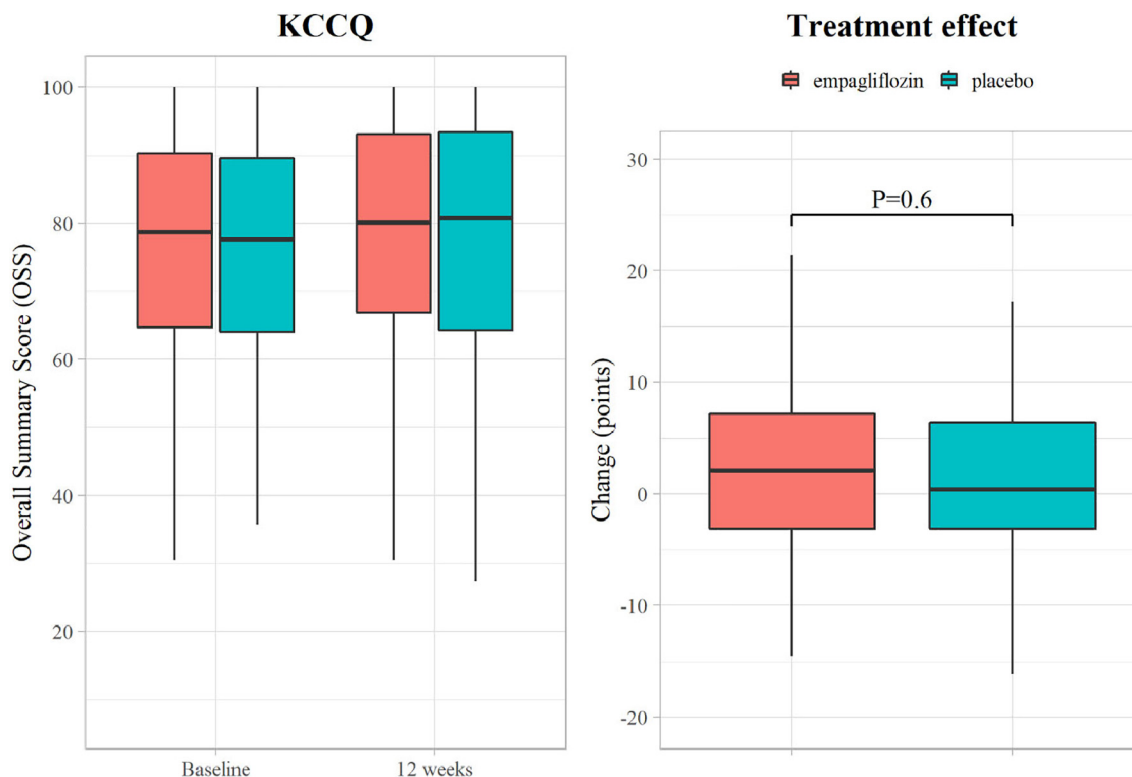 KCCQ
Overall Summary Score (OSS)
100
80
60
40
20
Baseline
12 weeks
Treatment effect
empagliflozin
placebo
Change (points)
30
20
10
0
-10
-20
P=0.6